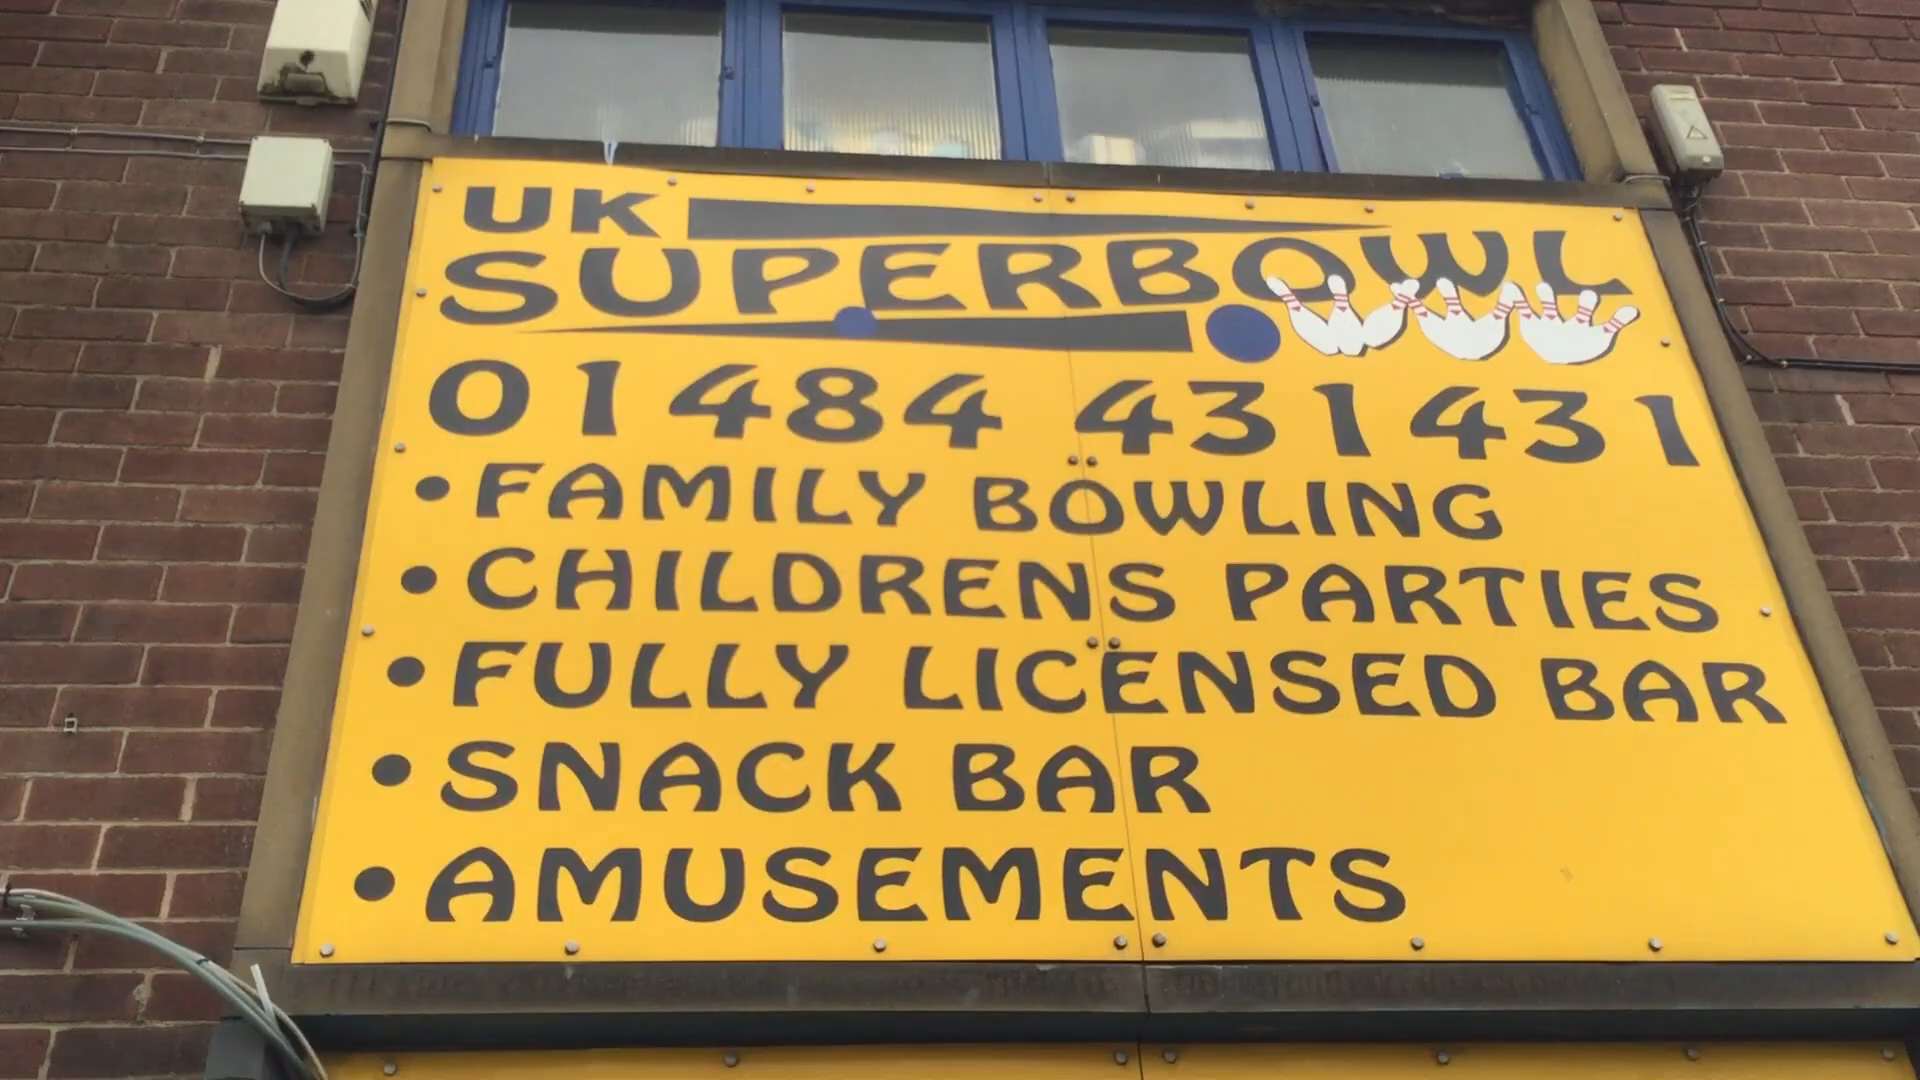 UK
SUPERBOWL
01484 431431
• FAMILY BOWLING
• CHILDRENS PARTIES
• FULLY LICENSED BAR
• SNACK BAR
• AMUSEMENTS